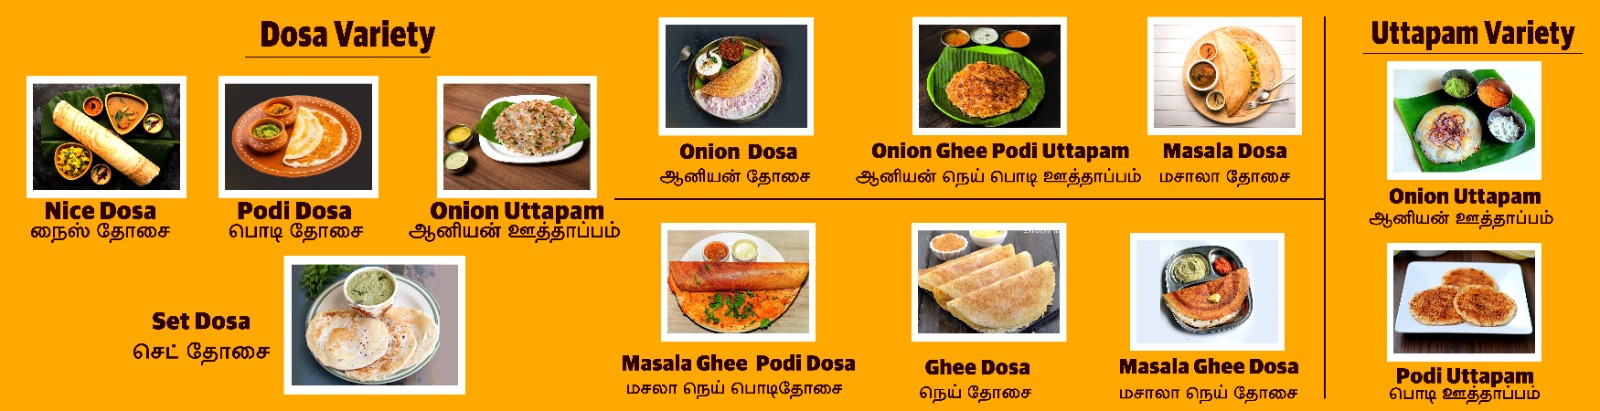 Dosa Variety
Nice Dosa
நைஸ் தோசை
Podi Dosa
பொடி தோசை
Onion Uttapam
ஆனியன் ஊத்தாப்பம்
Set Dosa
செட் தோசை
Onion Dosa
ஆனியன் தோசை
Onion Ghee Podi Uttapam
ஆனியன் நெய் பொடி ஊத்தாப்பம்
Masala Dosa
மசாலா தோசை
Masala Ghee Podi Dosa
மசலா நெய் பொடிதோசை
Ghee Dosa
நெய் தோசை
Masala Ghee Dosa
மசாலா நெய் தோசை
Uttapam Variety
Onion Uttapam
ஆனியன் ஊத்தாப்பம்
Podi Uttapam
பொடி ஊத்தாப்பம்